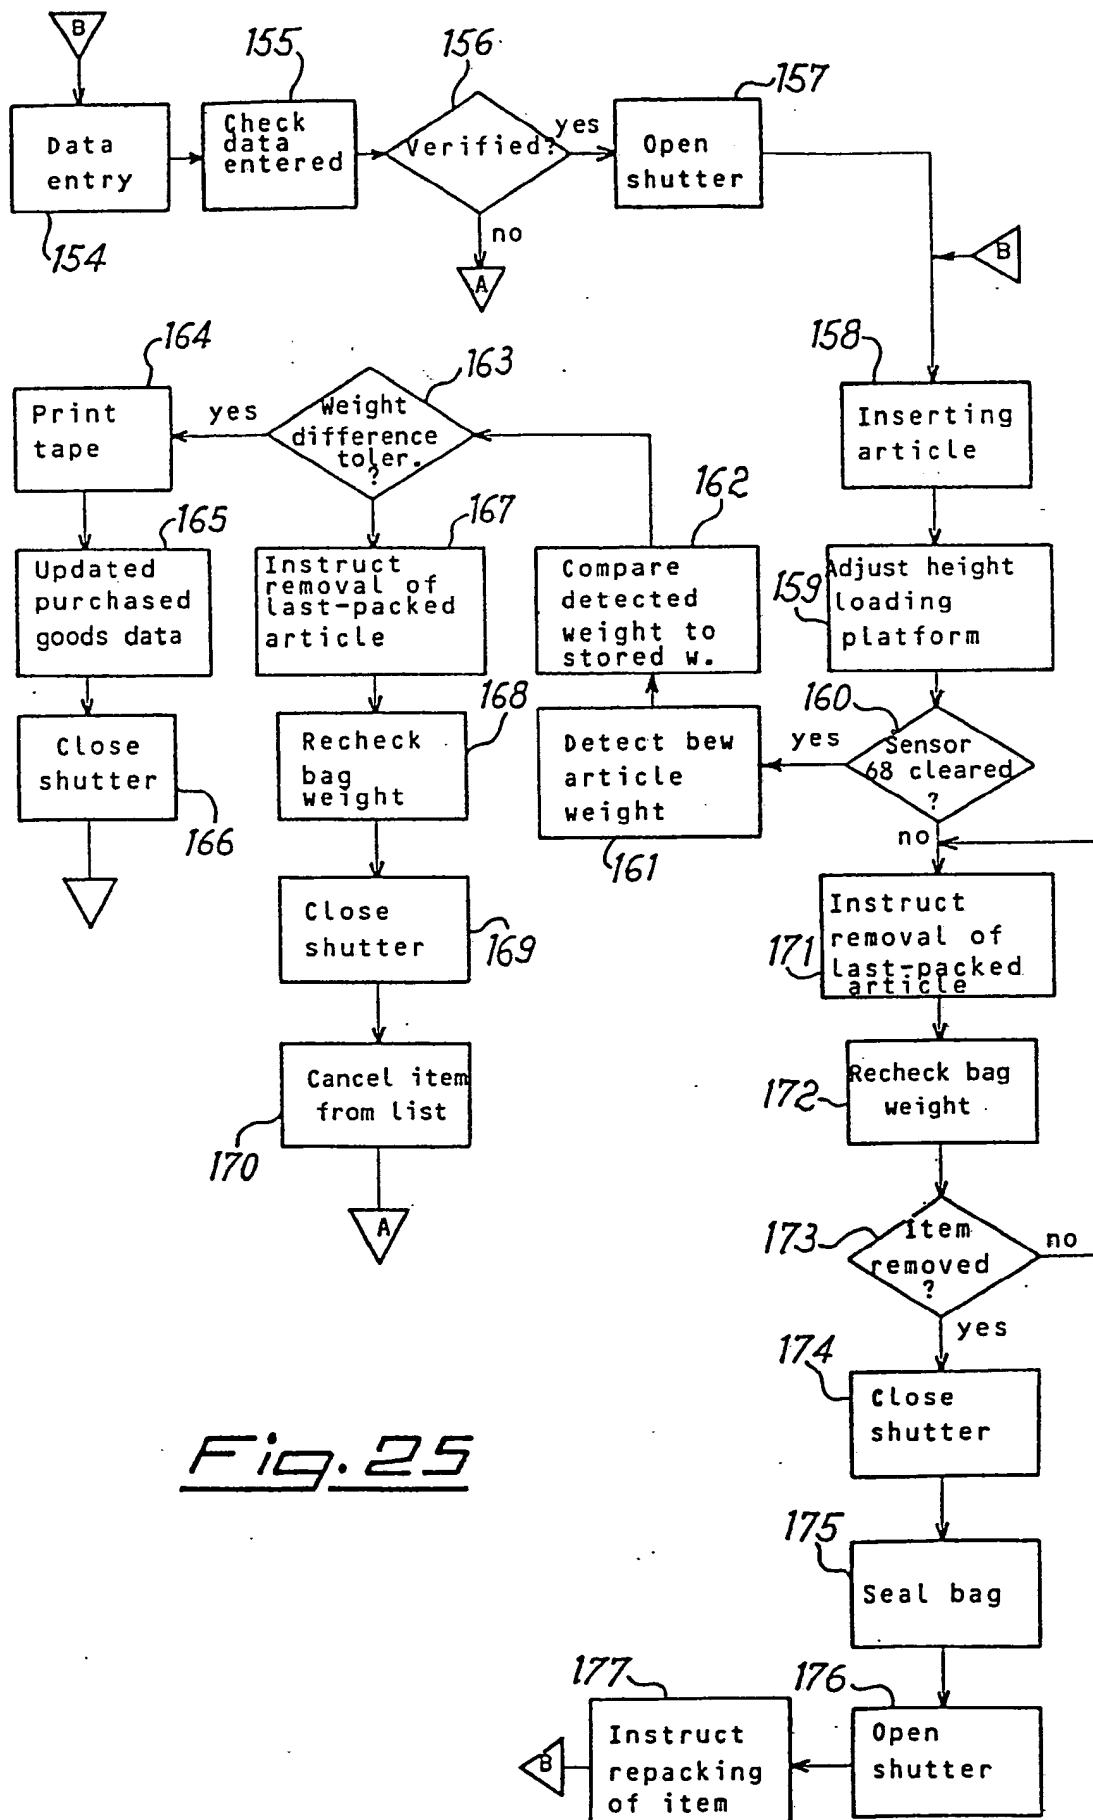 B
Data
entry
154
155
Check
data
entered
156
Verified?
yes
no
A
157
Open
shutter
B
158
Inserting
article
159
Adjust height
loading
platform
160
Sensor
68 cleared
?
yes
no
161
Detect bew
article
weight
162
Compare
detected
weight to
stored w.
163
Weight
difference
toler.
?
yes
164
Print
tape
165
Updated
purchased
goods data
Close
shutter
166
167
Instruct
removal of
last-packed
article
168
Recheck
bag
weight
Close
shutter
169
Cancel item
from list
170
A
171
Instruct
removal of
last-packed
article
172
Recheck bag
weight
173
Item
removed
?
no
yes
174
Close
shutter
175
Seal bag
176
Open
shutter
177
Instruct
repacking
of item
B
Fig. 25